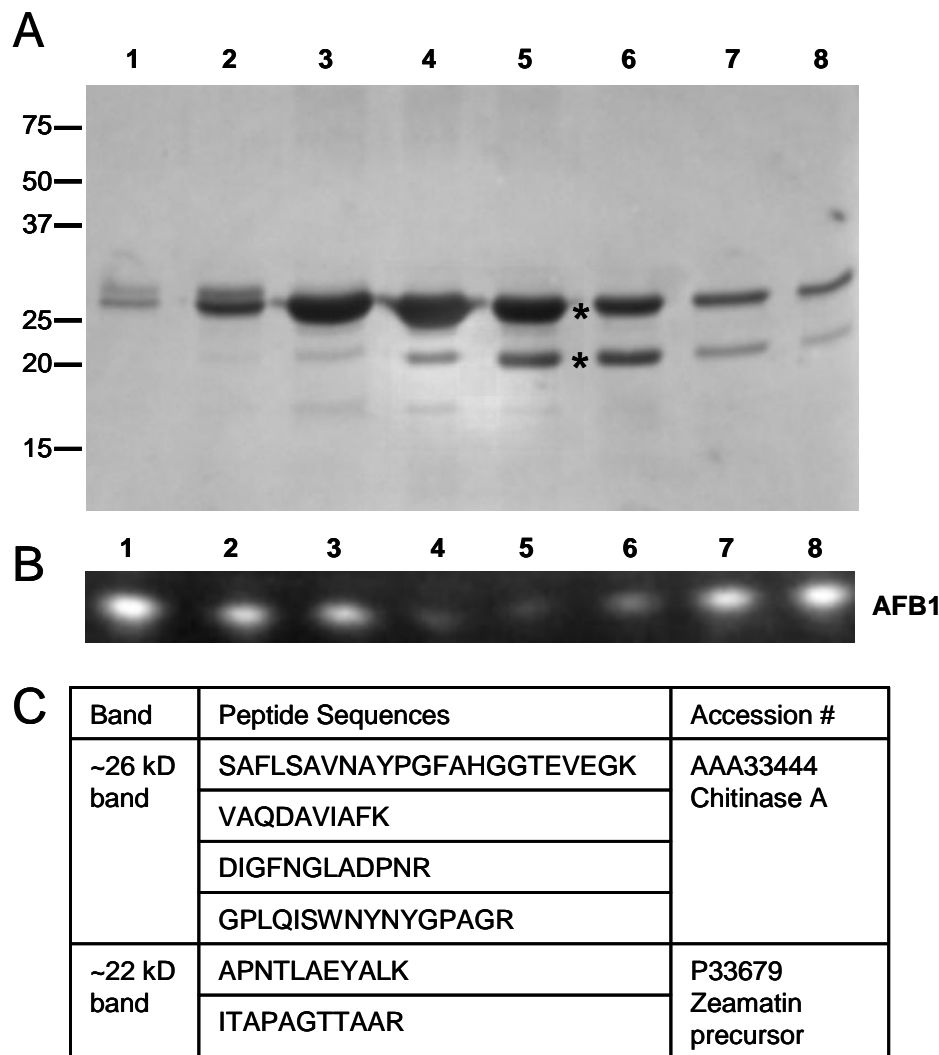 A
1 2 3 4 5 6 7 8
75
50
37
25
*
20
*
15
B
1 2 3 4 5 6 7 8
AFB1
C
Band Peptide Sequences Accession #
~26 kD band SAFLSAVNAYPGFAHGGTEVEGK AAA33444 Chitinase A
VAQDAVIAFK
DIGFNGLADPNR
GPLQISWNYNYGPAGR
~22 kD band APNTLAEYALK P33679 Zeamatin precursor
ITAPAGTTAAR